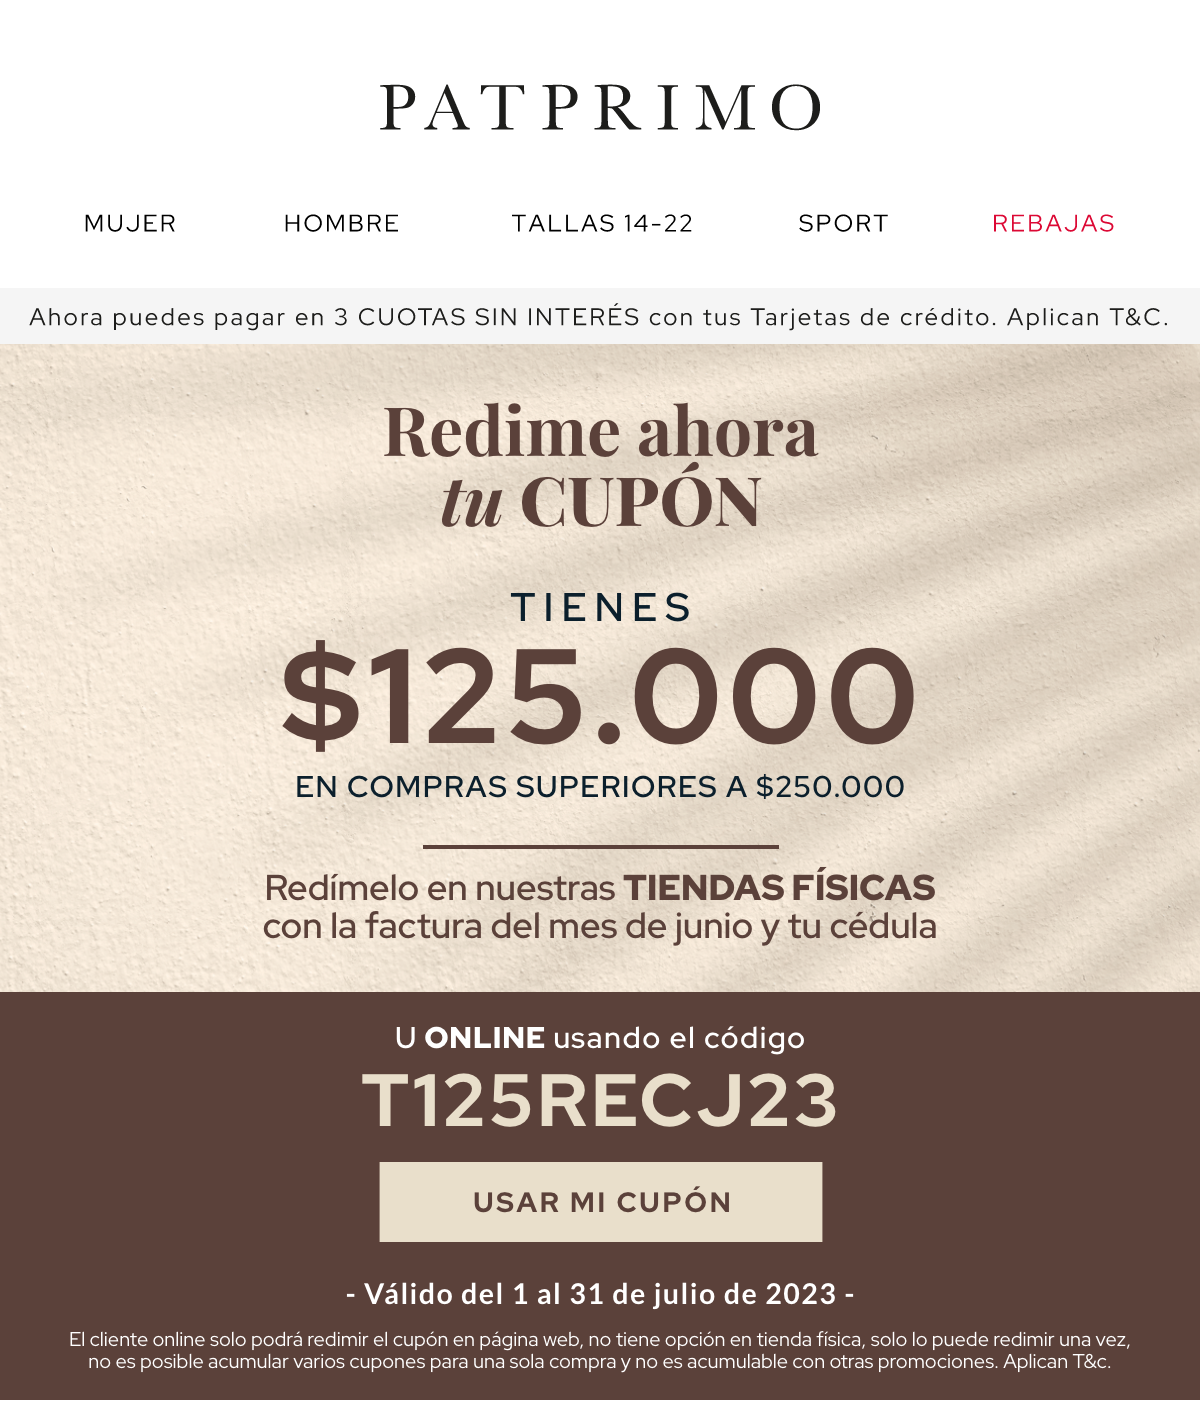 PATPRIMO
MUJER HOMBRE TALLAS 14-22 SPORT REBAJAS
Ahora puedes pagar en 3 CUOTAS SIN INTERÉS con tus Tarjetas de crédito. Aplican T&C.
Redime ahora
tu CUPÓN
TIENES
$125.000
EN COMPRAS SUPERIORES A $250.000
Redímelo en nuestras TIENDAS FÍSICAS
con la factura del mes de junio y tu cédula
U ONLINE usando el código
T125RECJ23
USAR MI CUPÓN
- Válido del 1 al 31 de julio de 2023 -
El cliente online solo podrá redimir el cupón en página web, no tiene opción en tienda física, solo lo puede redimir una vez,
no es posible acumular varios cupones para una sola compra y no es acumulable con otras promociones. Aplican T&c.